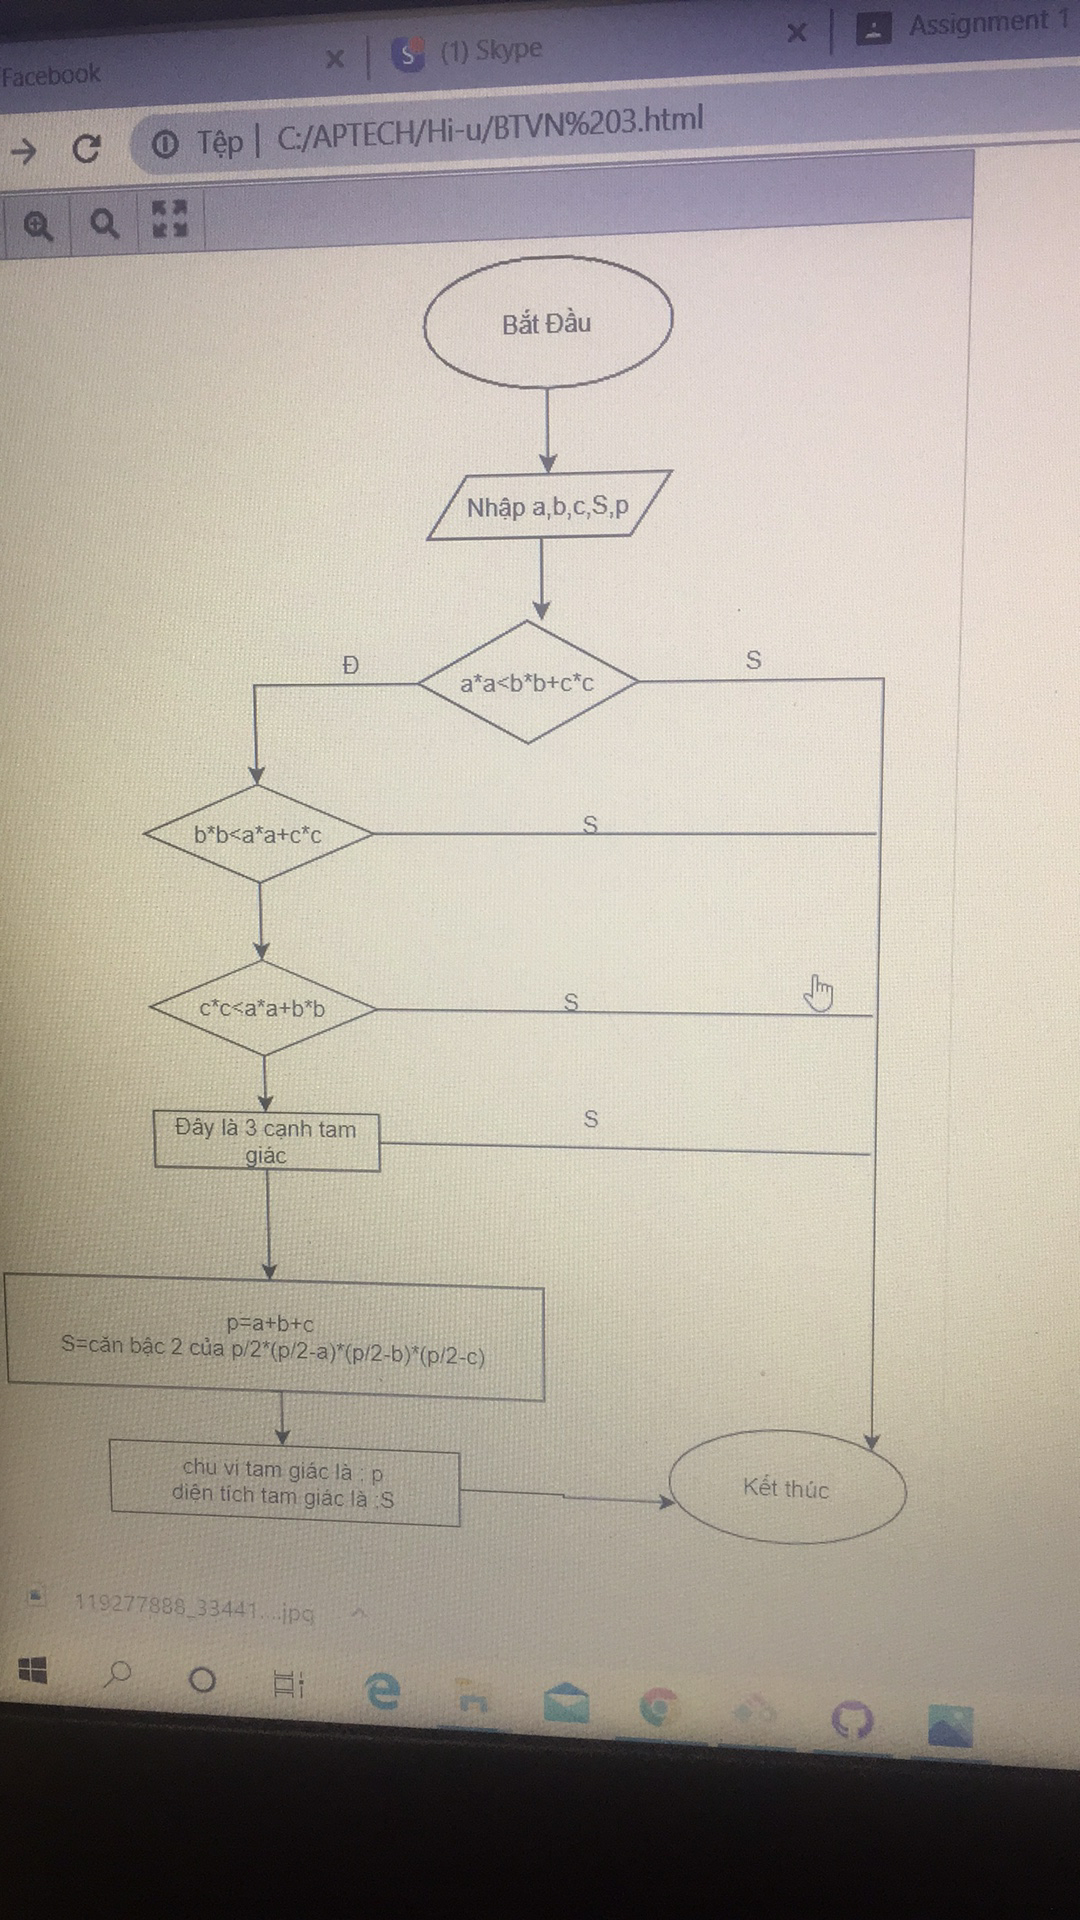 Facebook
(1) Skype
Assignment 1
Tệp | C:/APTECH/Hi-u/BTVN%203.html
Bắt Đầu
Nhập a,b,c,S,p
Đ
S
a*a<b*b+c*c
b*b<a*a+c*c
S
c*c<a*a+b*b
S
Đây là 3 cạnh tam
giác
S
p=a+b+c
S=căn bậc 2 của p/2*(p/2-a)*(p/2-b)*(p/2-c)
chu vi tam giác là : p
diện tích tam giác là :S
Kết thúc
119277888_33441....jpg